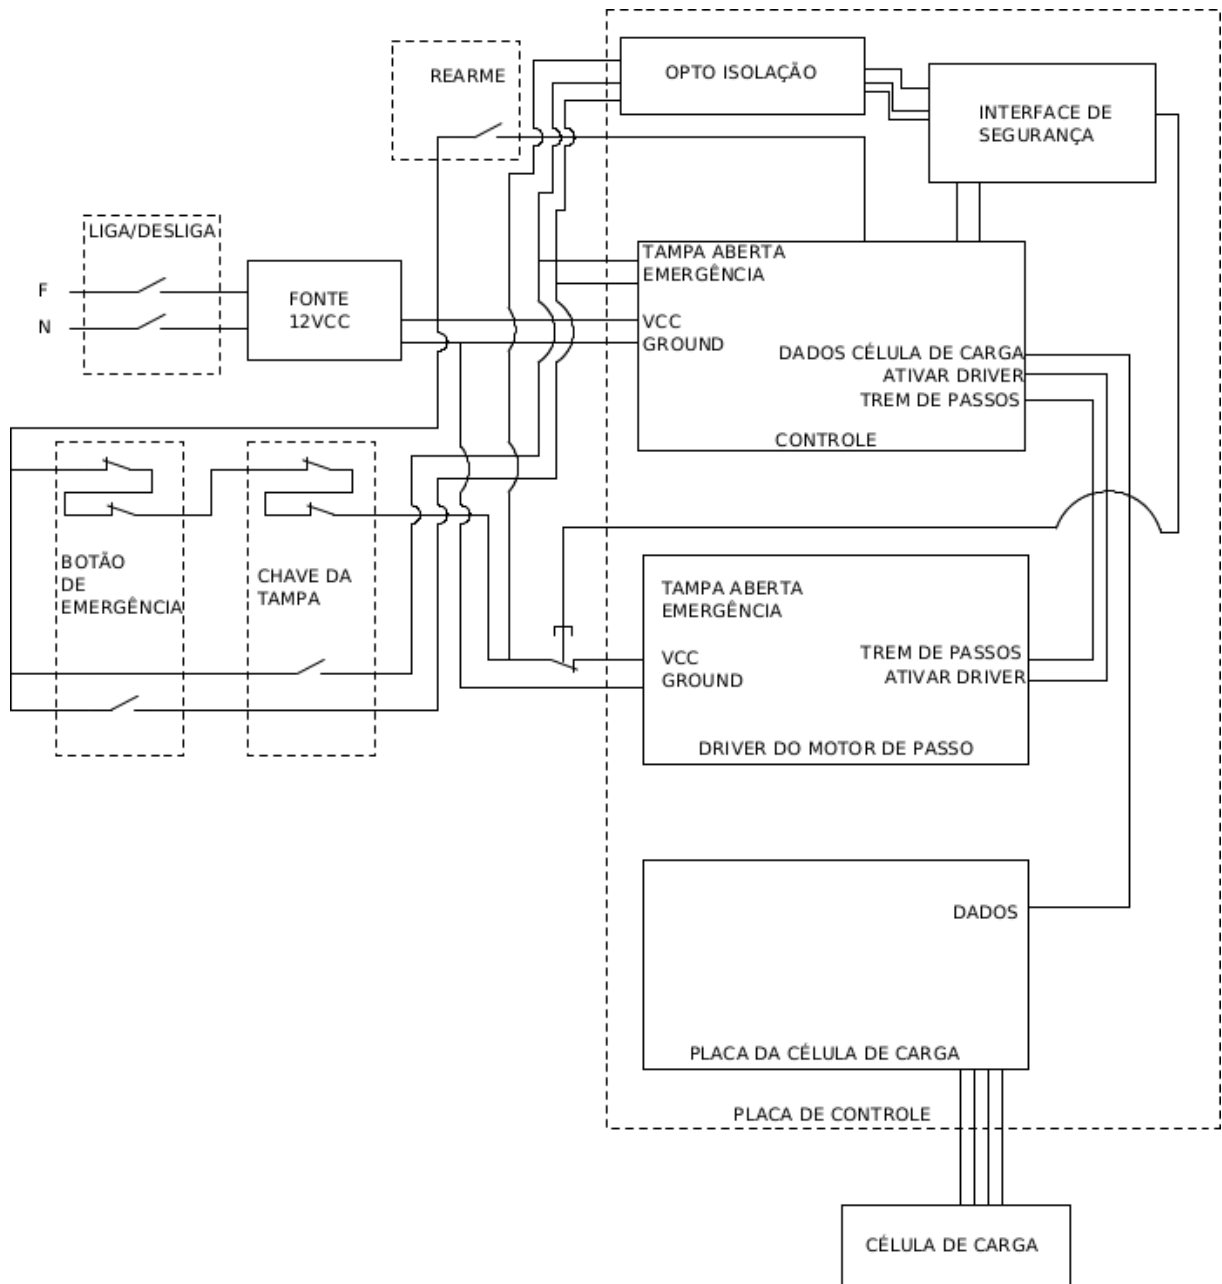 REARME
OPTO ISOLAÇÃO
INTERFACE DE
SEGURANÇA
LIGA/DESLIGA
F
N
FONTE
12VCC
TAMPA ABERTA
EMERGÊNCIA
VCC
GROUND
DADOS CÉLULA DE CARGA
ATIVAR DRIVER
TREM DE PASSOS
CONTROLE
BOTÃO
DE
EMERGÊNCIA
CHAVE DA
TAMPA
TAMPA ABERTA
EMERGÊNCIA
VCC
GROUND
TREM DE PASSOS
ATIVAR DRIVER
DRIVER DO MOTOR DE PASSO
DADOS
PLACA DA CÉLULA DE CARGA
PLACA DE CONTROLE
CÉLULA DE CARGA